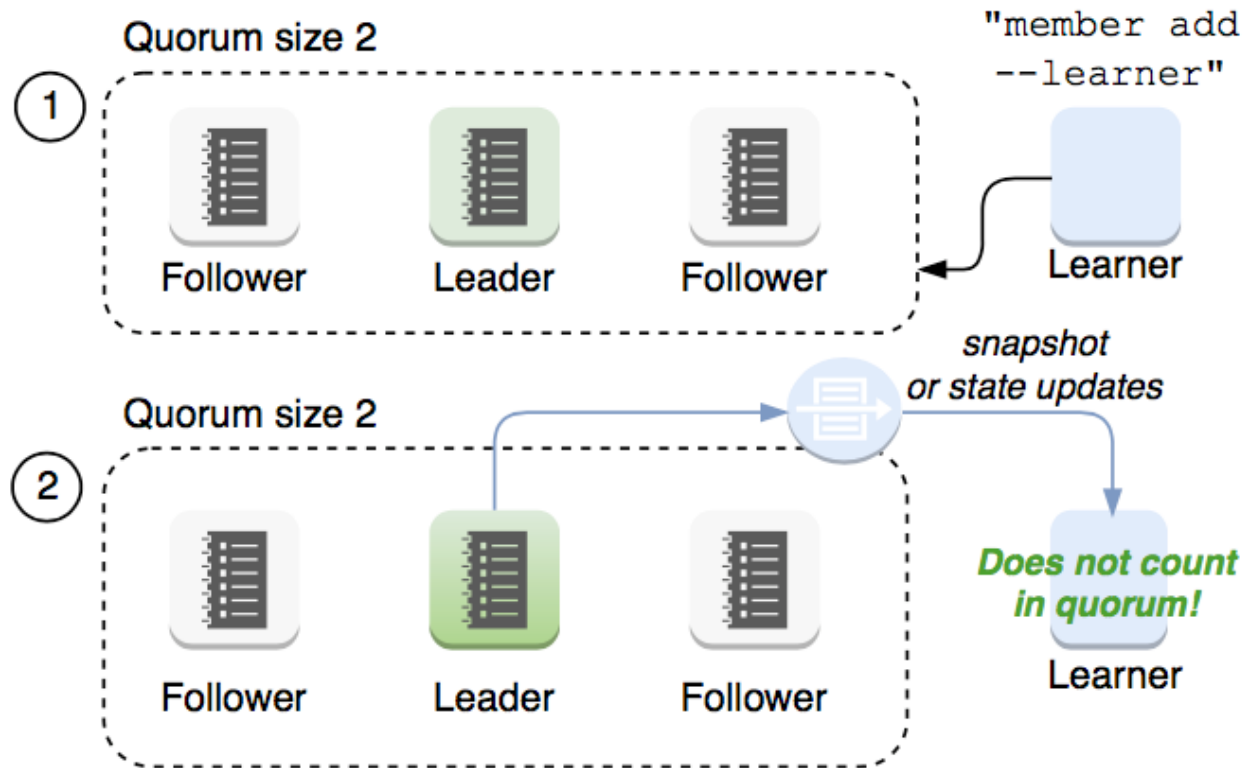 Quorum size 2
"member add
--learner"
1
Follower
Leader
Follower
Learner
snapshot
or state updates
Quorum size 2
2
Does not count
in quorum!
Follower
Leader
Follower
Learner